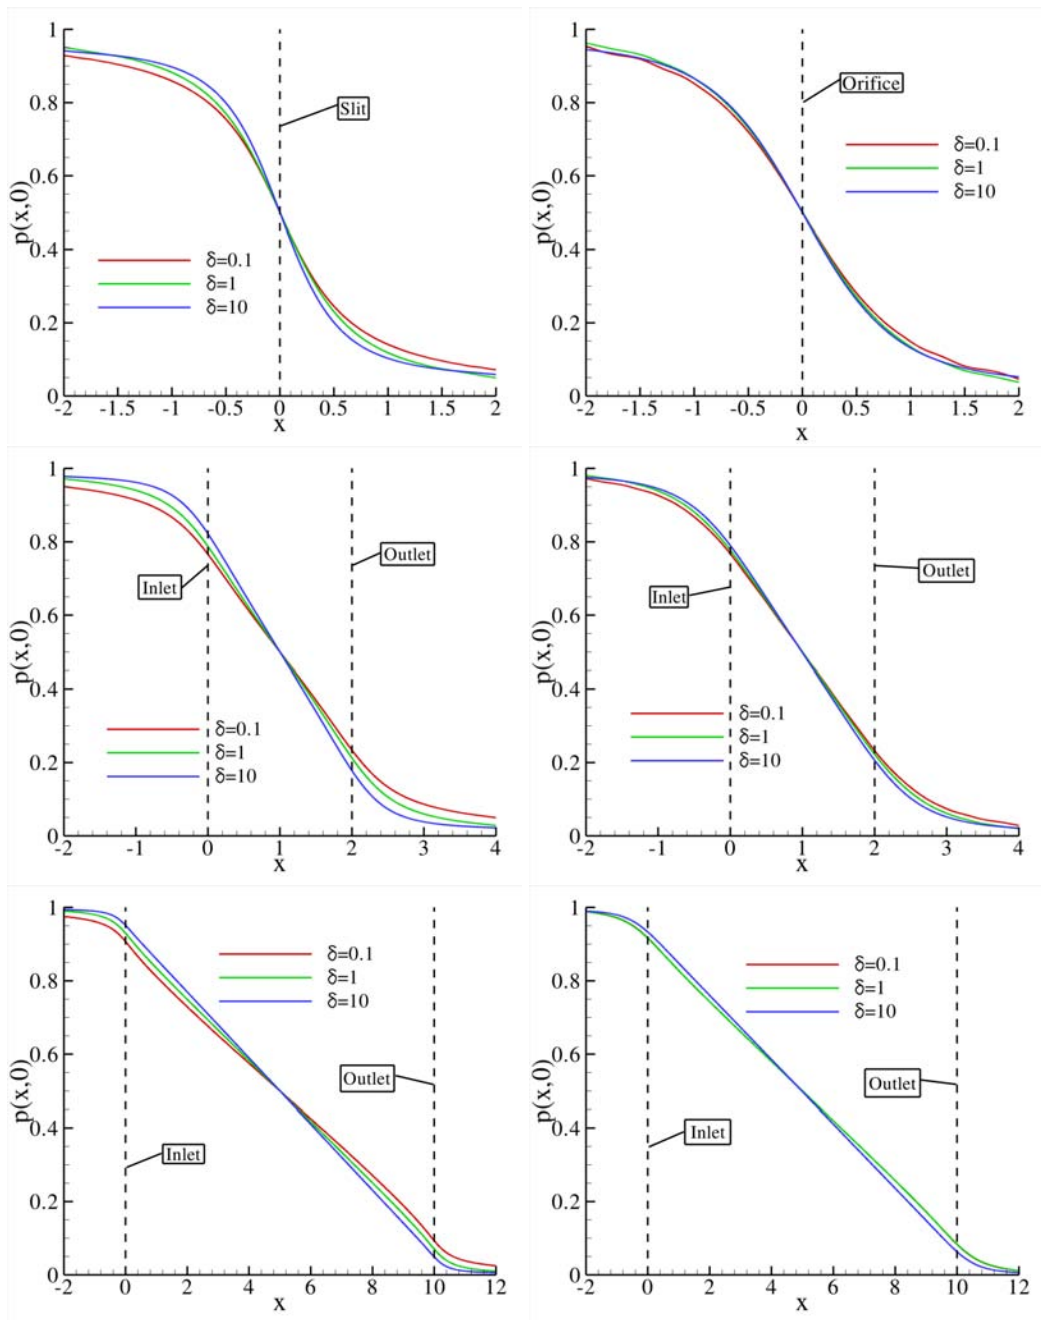 1
0.8
0.6
0.4
0.2
0
p(x,0)
Slit
δ=0.1
δ=1
δ=10
-2 -1.5 -1 -0.5 0 0.5 1 1.5 2
x
1
0.8
0.6
0.4
0.2
0
p(x,0)
Orifice
δ=0.1
δ=1
δ=10
-2 -1.5 -1 -0.5 0 0.5 1 1.5 2
x
1
0.8
0.6
0.4
0.2
0
p(x,0)
Outlet
Inlet
δ=0.1
δ=1
δ=10
-2 -1 0 1 2 3 4
x
1
0.8
0.6
0.4
0.2
0
p(x,0)
Outlet
Inlet
δ=0.1
δ=1
δ=10
-2 -1 0 1 2 3 4
x
1
0.8
0.6
0.4
0.2
0
p(x,0)
δ=0.1
δ=1
δ=10
Outlet
Inlet
-2 0 2 4 6 8 10 12
x
1
0.8
0.6
0.4
0.2
0
p(x,0)
δ=0.1
δ=1
δ=10
Outlet
Inlet
-2 0 2 4 6 8 10 12
x